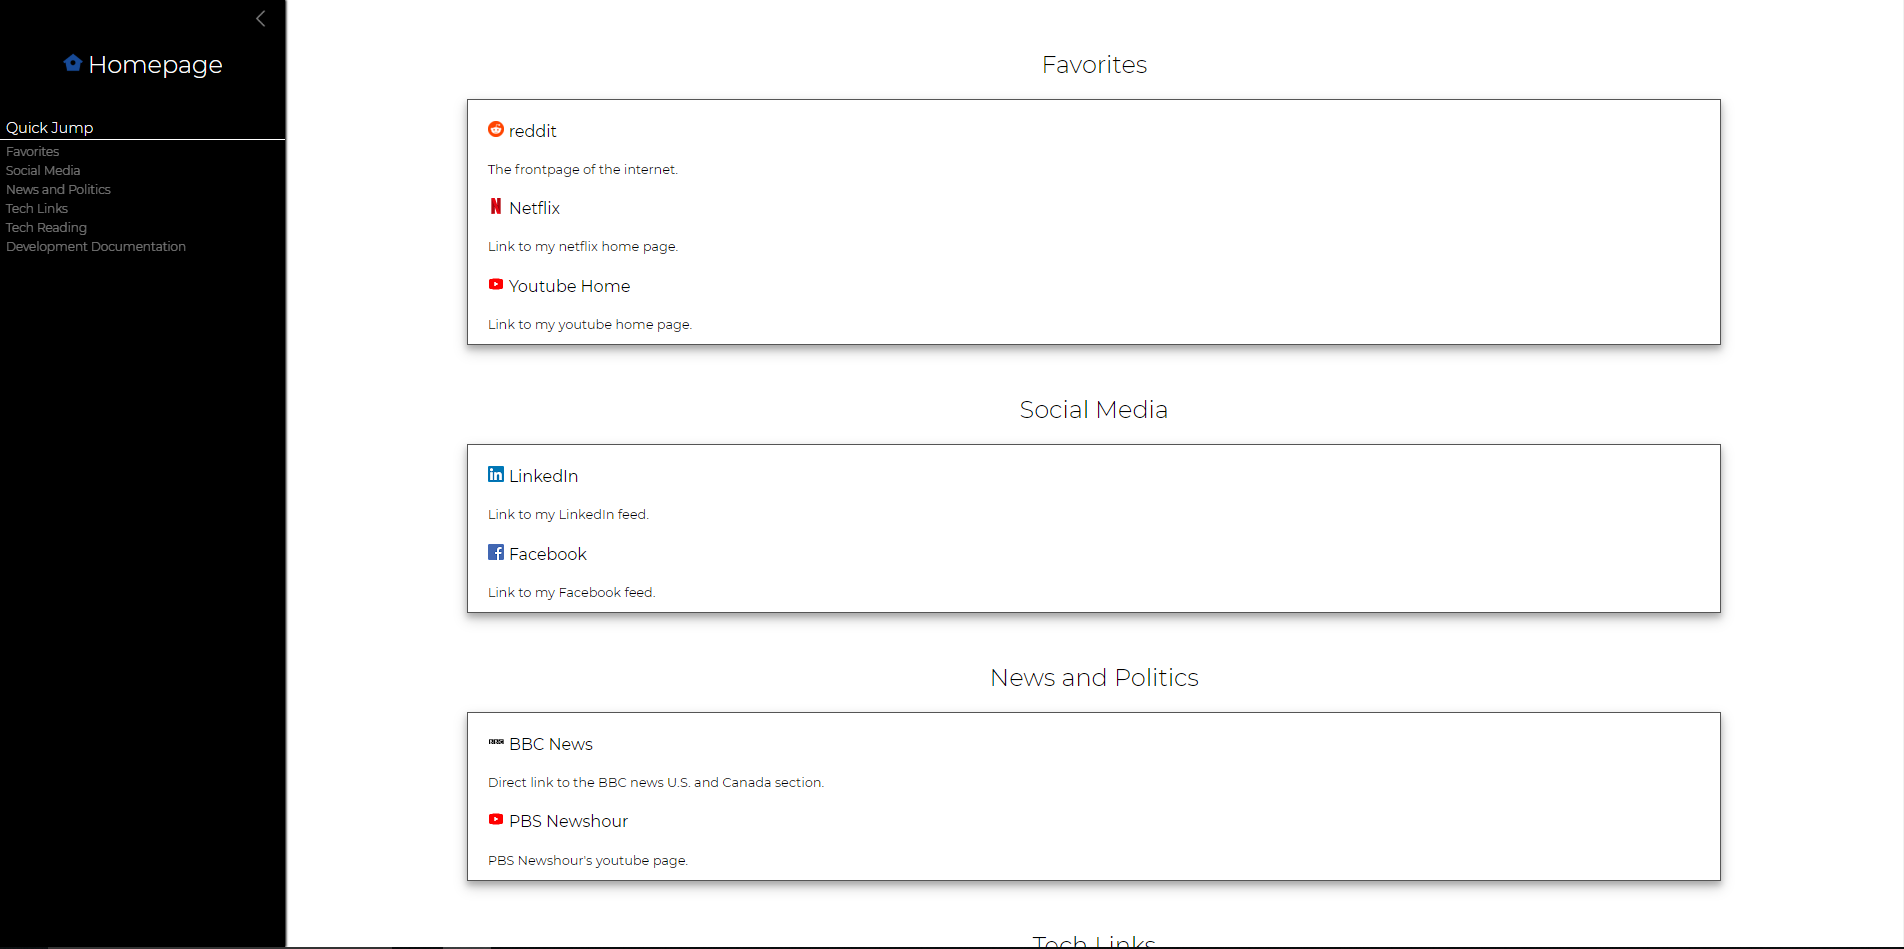 Homepage
Quick Jump
Favorites
Social Media
News and Politics
Tech Links
Tech Reading
Development Documentation
Favorites
reddit
The frontpage of the internet.
Netflix
Link to my netflix home page.
Youtube Home
Link to my youtube home page.
Social Media
LinkedIn
Link to my LinkedIn feed.
Facebook
Link to my Facebook feed.
News and Politics
BBC News
Direct link to the BBC news U.S. and Canada section.
PBS Newshour
PBS Newshour's youtube page.
Tech Links